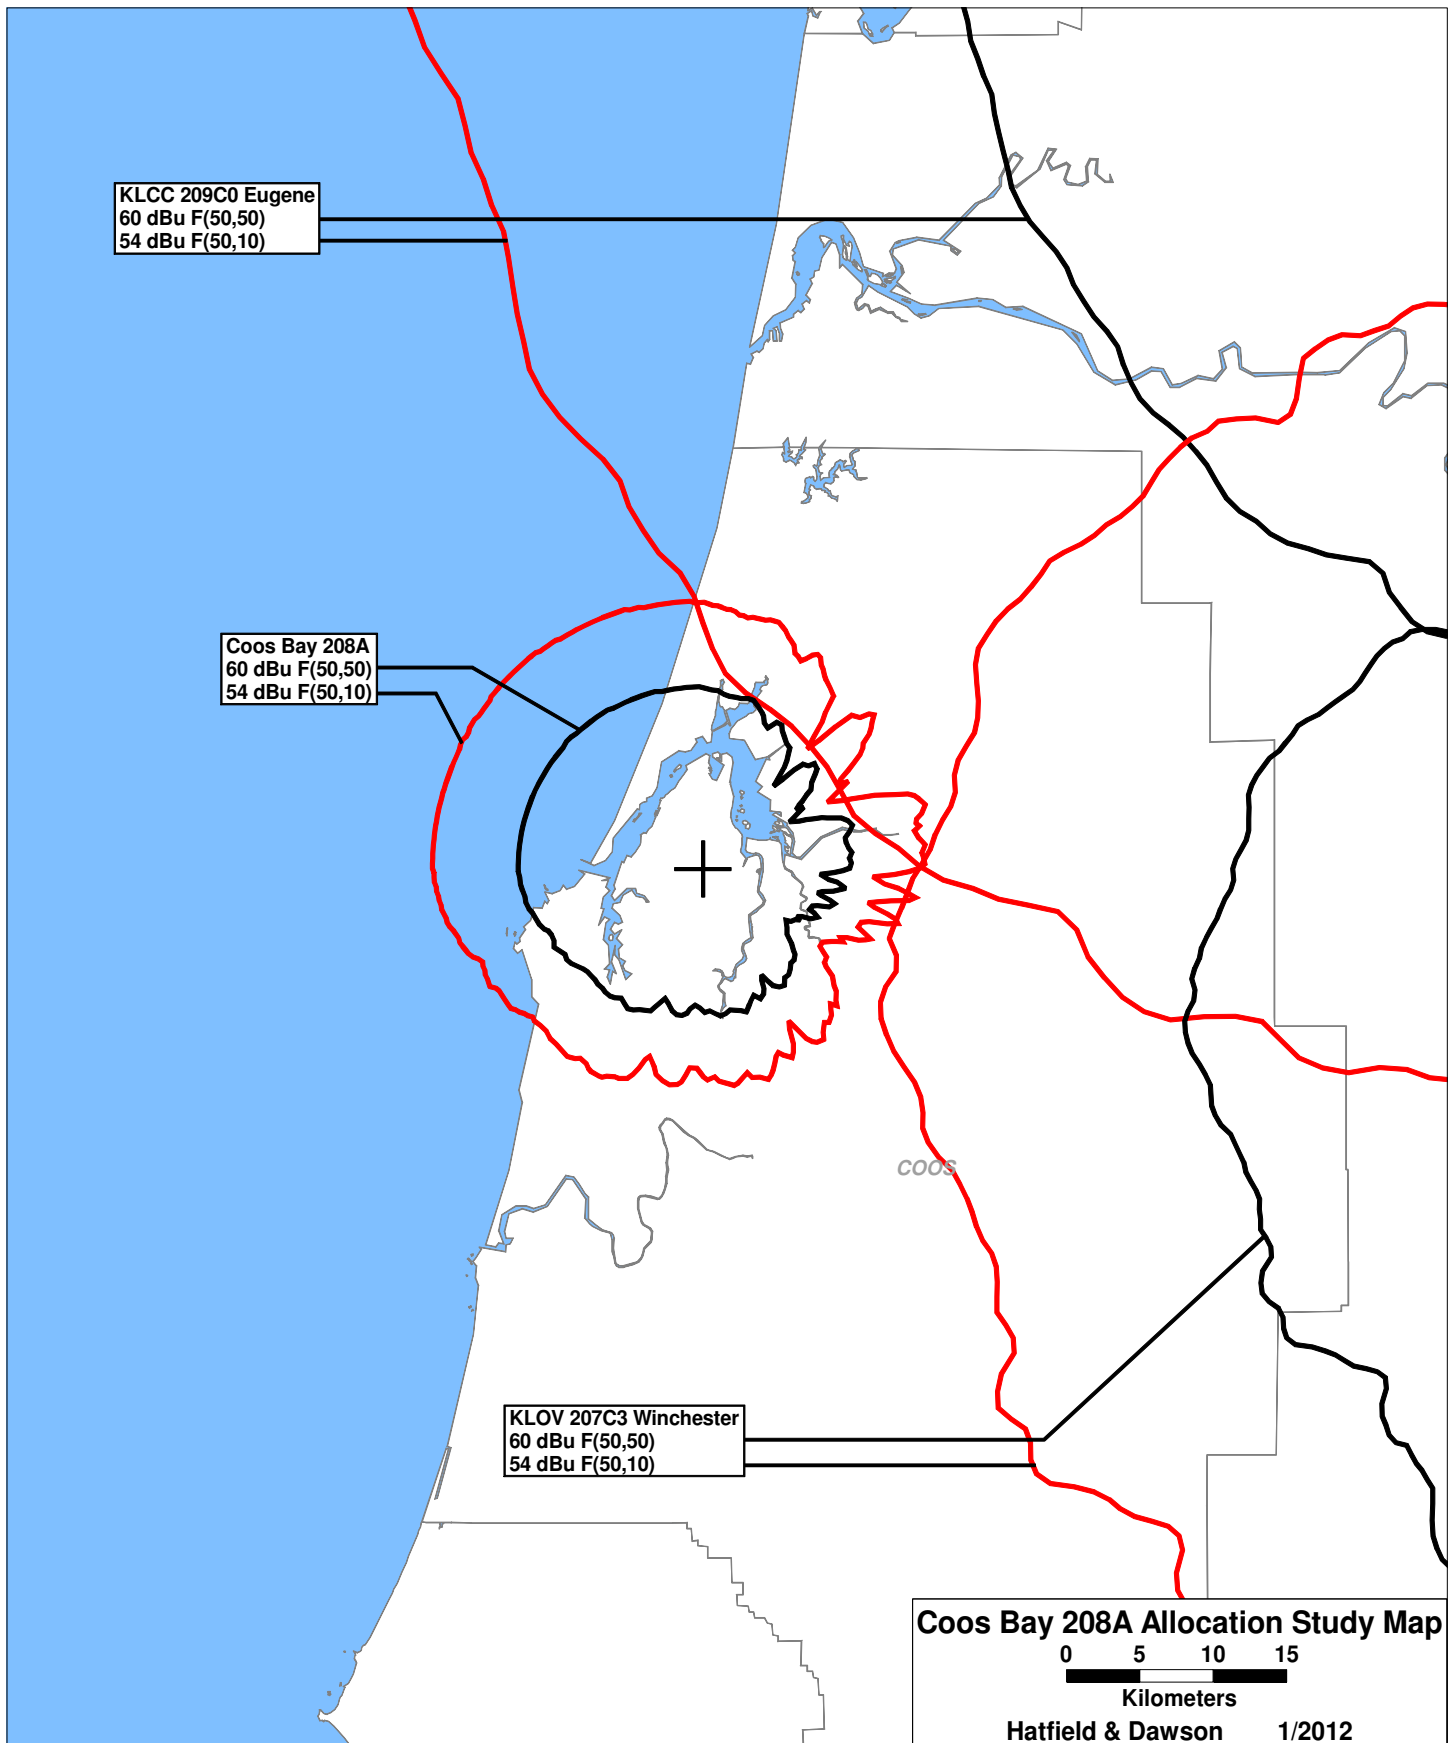 KLCC 209C0 Eugene
60 dBu F(50,50)
54 dBu F(50,10)
Coos Bay 208A
60 dBu F(50,50)
54 dBu F(50,10)
COOS
KLOV 207C3 Winchester
60 dBu F(50,50)
54 dBu F(50,10)
Coos Bay 208A Allocation Study Map
0 5 10 15
Kilometers
Hatfield & Dawson 1/2012